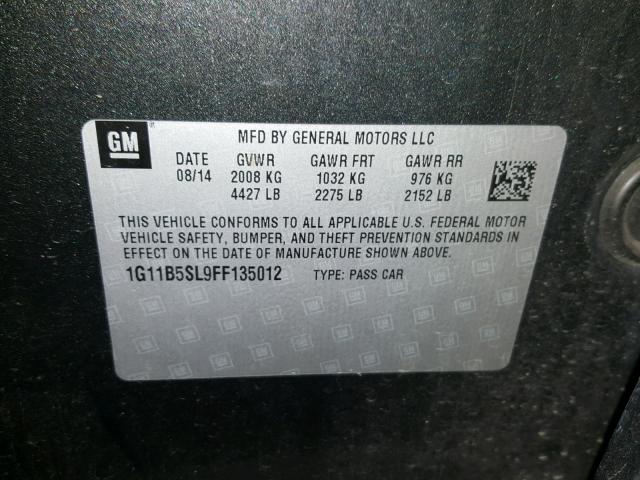 GM
MFD BY GENERAL MOTORS LLC
DATE GVWR GAWR FRT GAWR RR
08/14 2008 KG 1032 KG 976 KG
4427 LB 2275 LB 2152 LB
THIS VEHICLE CONFORMS TO ALL APPLICABLE U.S. FEDERAL MOTOR
VEHICLE SAFETY, BUMPER, AND THEFT PREVENTION STANDARDS IN
EFFECT ON THE DATE OF MANUFACTURE SHOWN ABOVE.
1G11B5SL9FF135012 TYPE: PASS CAR